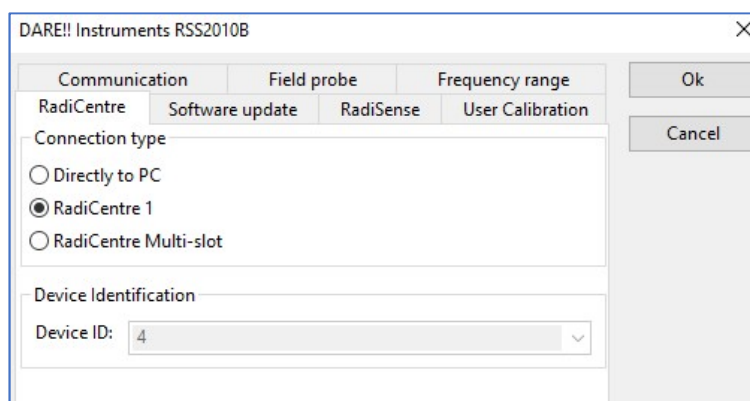 DARE!! Instruments RSS2010B
Communication Field probe Frequency range
RadiCentre Software update RadiSense User Calibration
Ok
Cancel
Connection type
Directly to PC
RadiCentre 1
RadiCentre Multi-slot
Device Identification
Device ID: 4